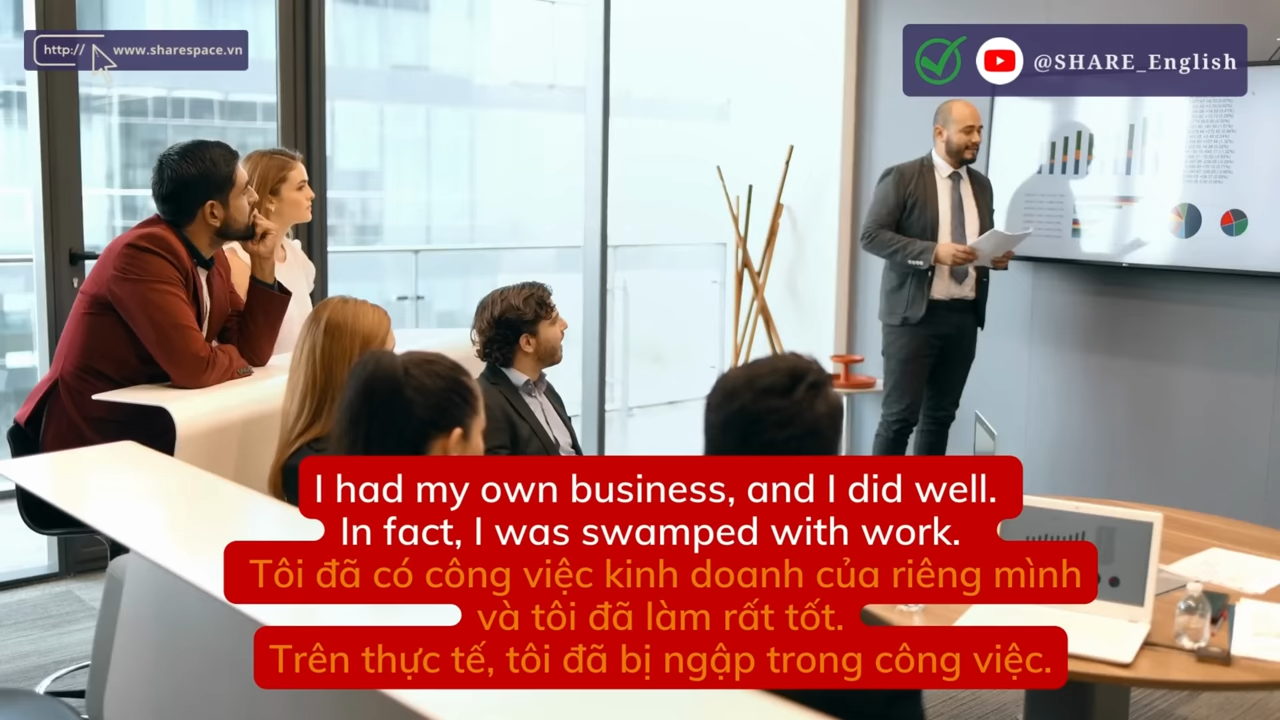 http://
www.sharespace.vn
@SHARE_English
I had my own business, and I did well.
In fact, I was swamped with work.
Tôi đã có công việc kinh doanh của riêng mình
và tôi đã làm rất tốt.
Trên thực tế, tôi đã bị ngập trong công việc.